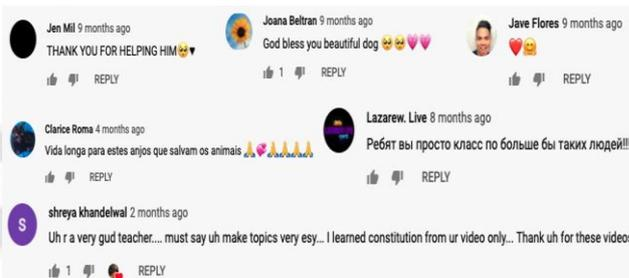 Jen Mil 9 months ago
THANK YOU FOR HELPING HIM🥺♥
REPLY
Joana Beltran 9 months ago
God bless you beautiful dog 🥺🥺💗💗
1 REPLY
Jave Flores 9 months ago
❤️🤗
REPLY
Clarice Roma 4 months ago
Vida longa para estes anjos que salvam os animais 🙏💞🙏🙏🙏🙏
REPLY
Lazarew. Live 8 months ago
Ребят вы просто класс по больше бы таких людей!!!
REPLY
S
shreya khandelwal 2 months ago
Uh r a very gud teacher.... must say uh make topics very esy... I learned constitution from ur video only... Thank uh for these videos
1 REPLY